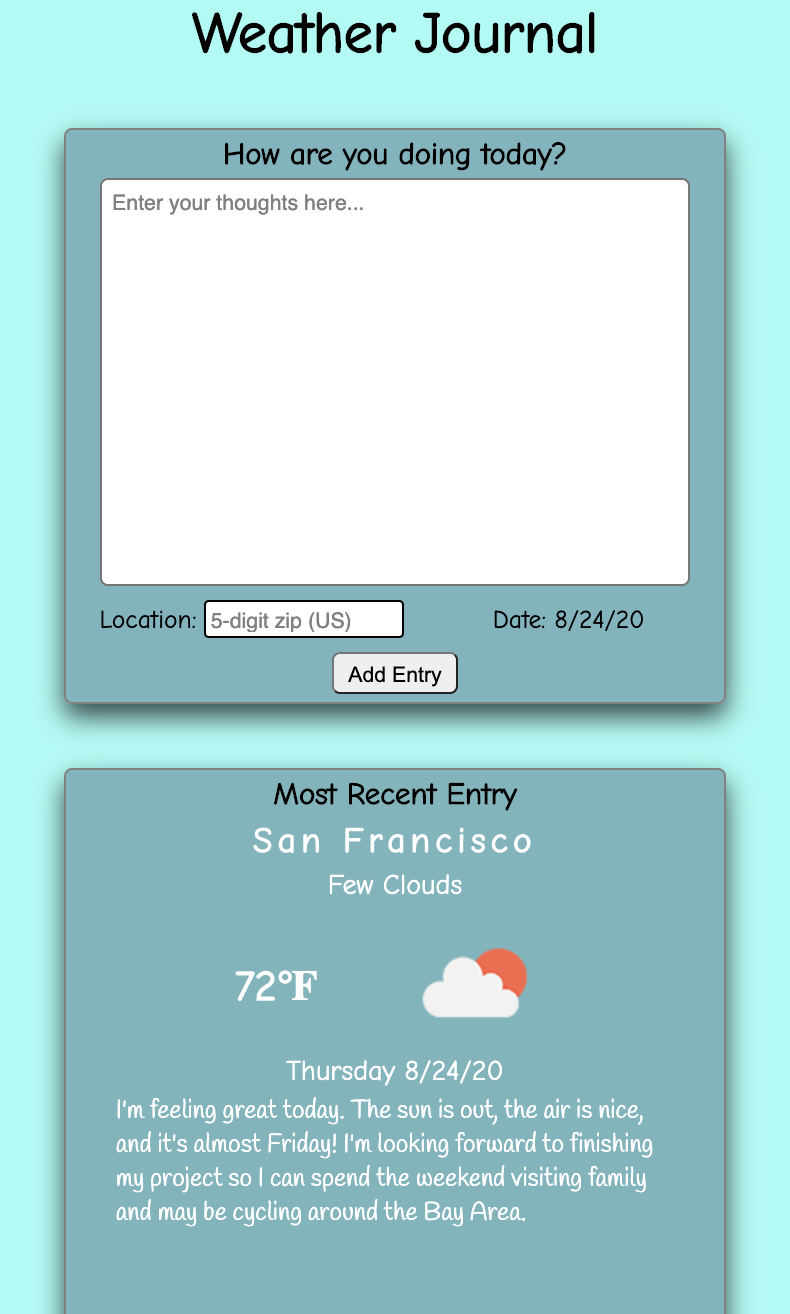 Weather Journal
How are you doing today?
Enter your thoughts here...
Location: 5-digit zip (US) Date: 8/24/20
Add Entry
Most Recent Entry
San Francisco
Few Clouds
72°F
Thursday 8/24/20
I'm feeling great today. The sun is out, the air is nice,
and it's almost Friday! I'm looking forward to finishing
my project so I can spend the weekend visiting family
and may be cycling around the Bay Area.